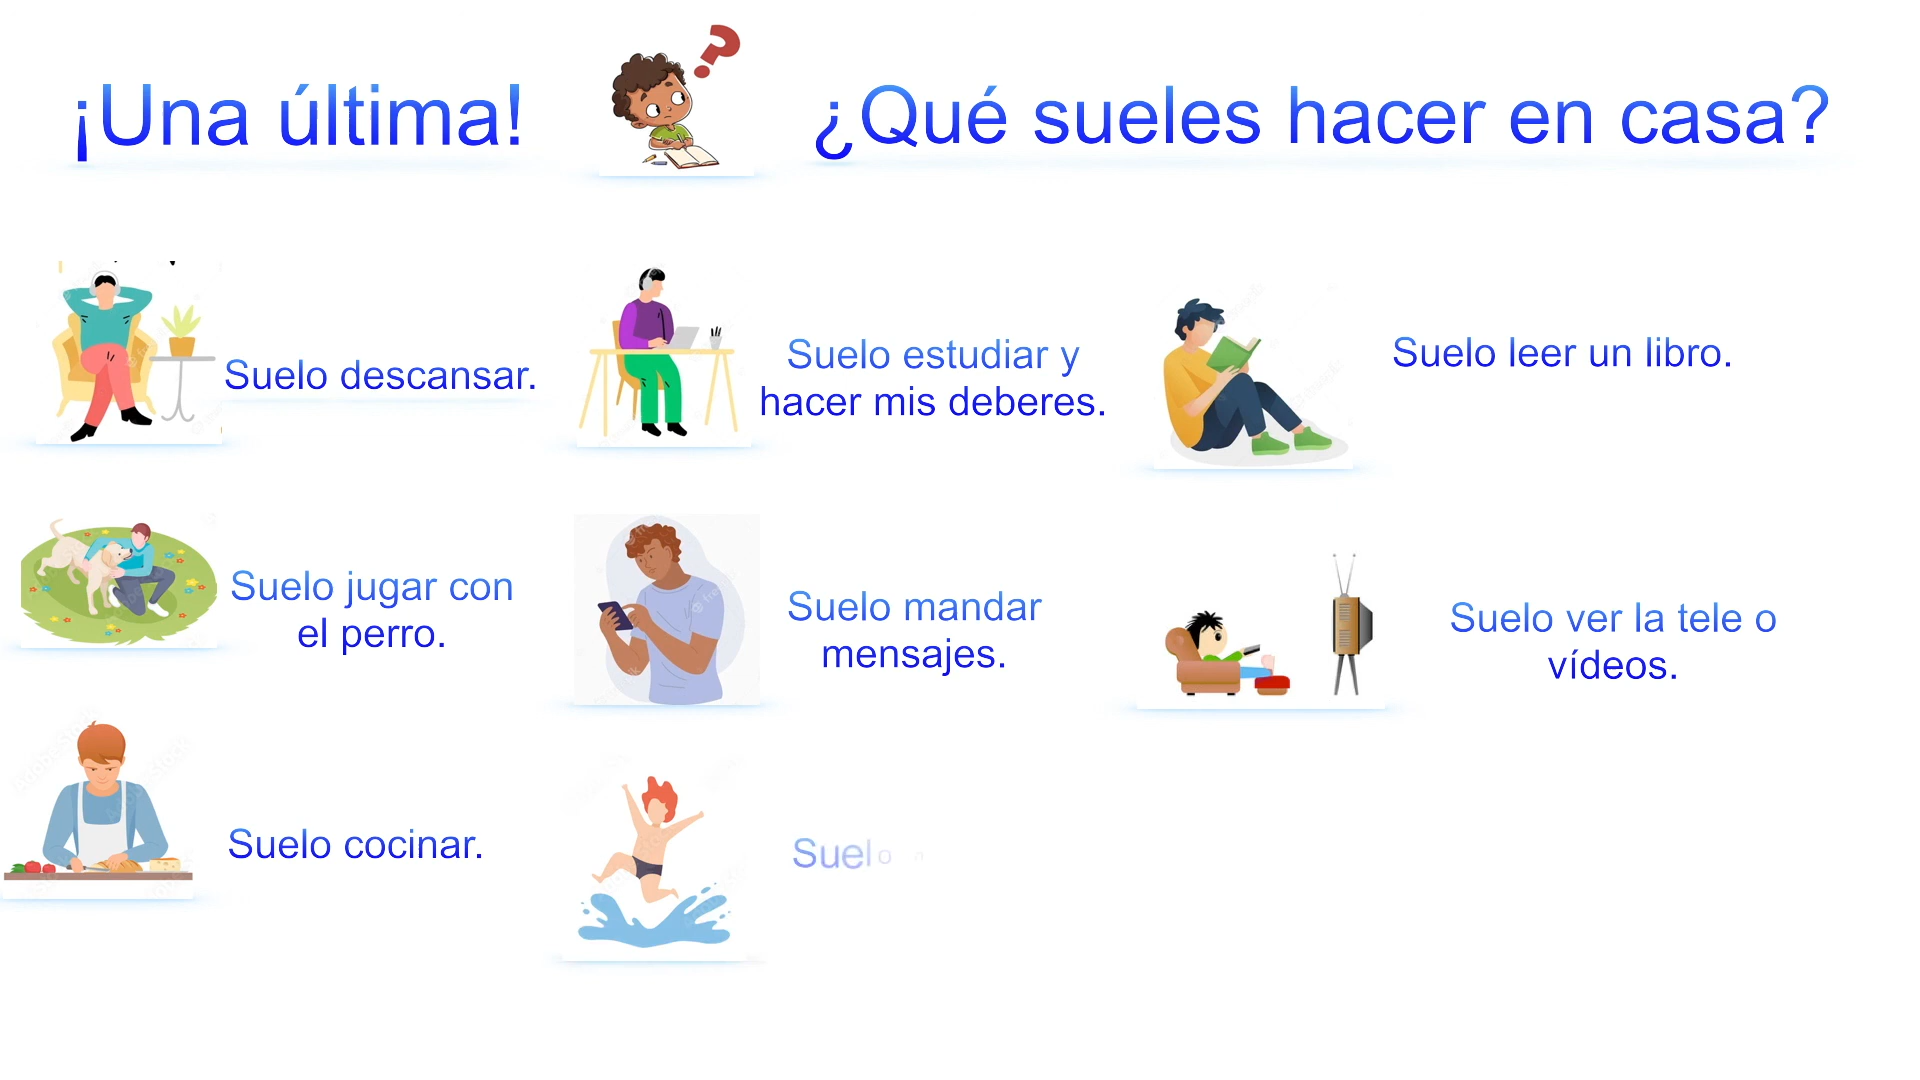 ¡Una última!
¿Qué sueles hacer en casa?
Suelo descansar.
Suelo estudiar y
hacer mis deberes.
Suelo leer un libro.
Suelo jugar con
el perro.
Suelo mandar
mensajes.
Suelo ver la tele o
vídeos.
Suelo cocinar.
Suelo